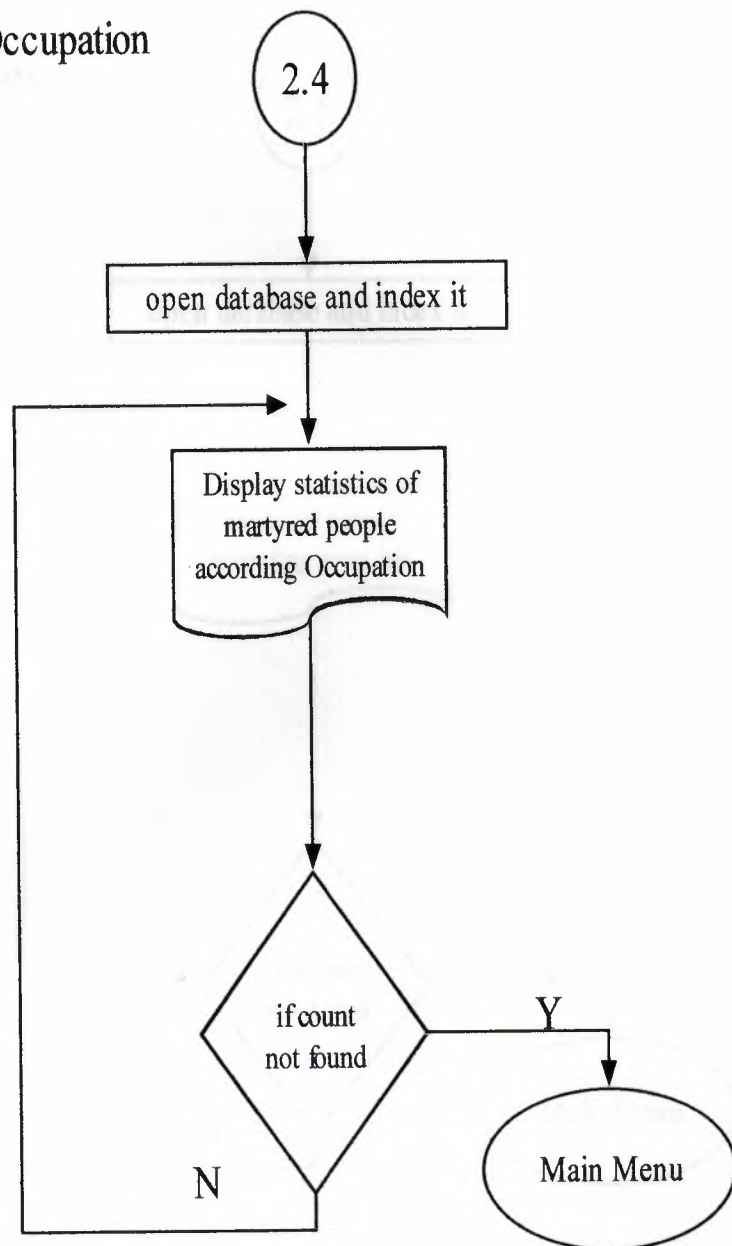 Occupation
2.4
open database and index it
Display statistics of
martyred people
according Occupation
if count
not found
Y
N
Main Menu